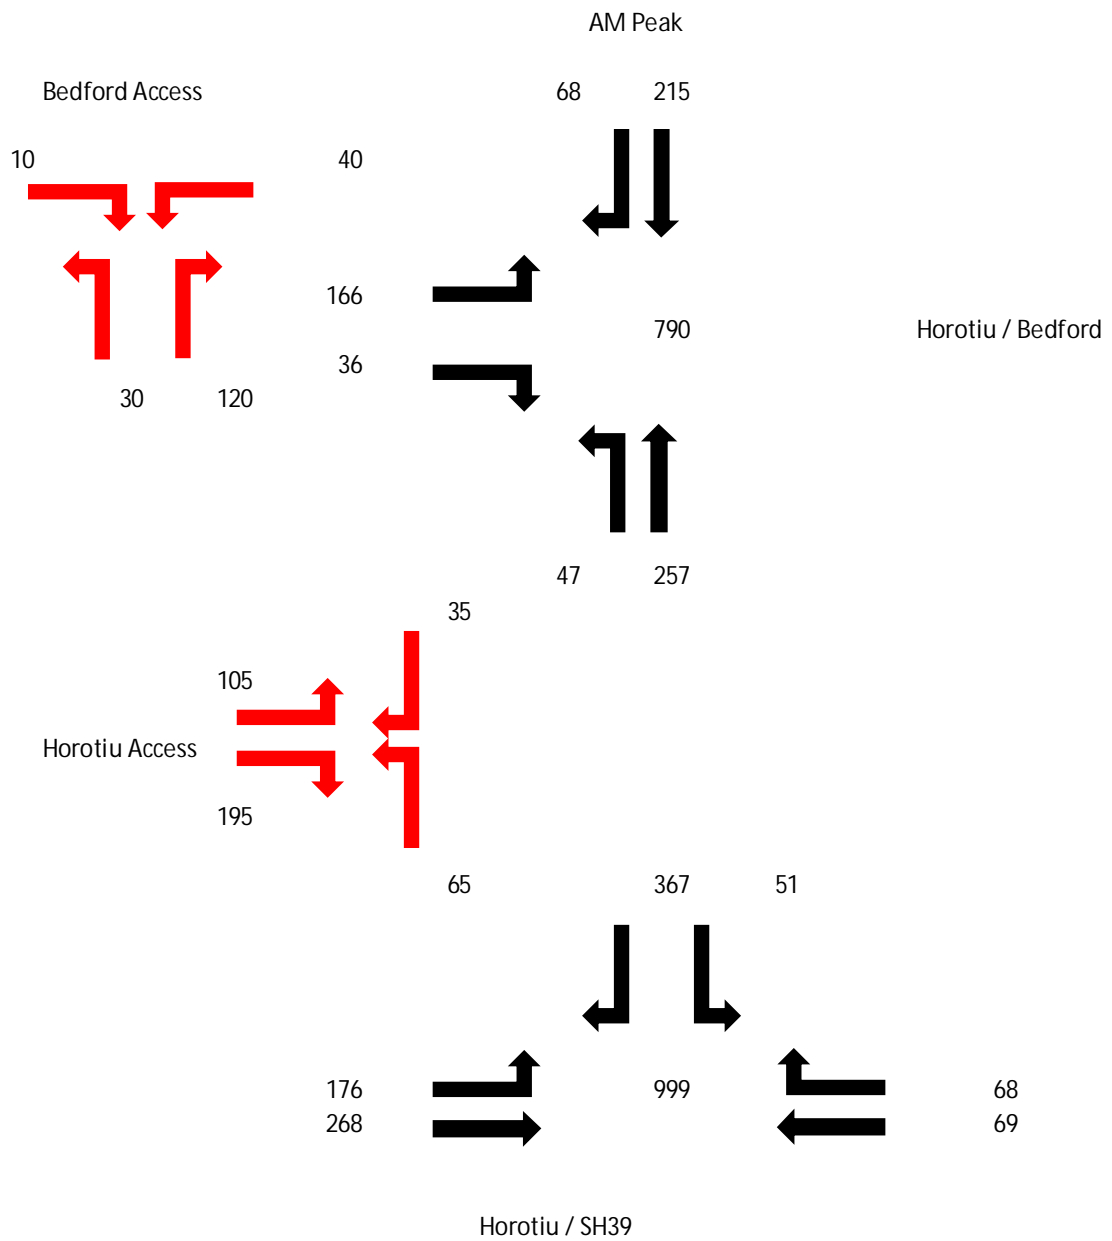 AM Peak
Bedford Access
68 215
10 40
166
790 Horotiu / Bedford
36
30 120
47 257
35
105
Horotiu Access
195
65 367 51
176 999 68
268 69
Horotiu / SH39